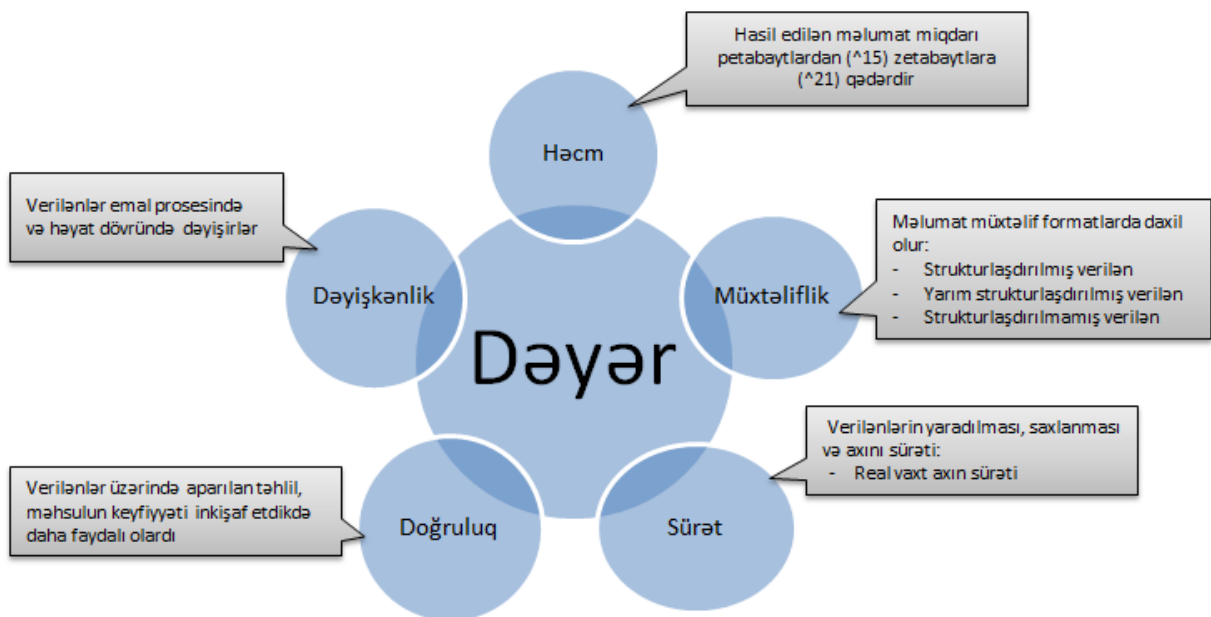 Hasil edilən məlumat miqdarı
petabaytlardan (^15) zetabaytlara
(^21) qədərdir
Həcm
Verilənlər emal prosesində
və həyat dövründə dəyişirlər
Dəyişkənlik
Müxtəliflik
Məlumat müxtəlif formatlarda daxil
olur:
- Strukturlaşdırılmış verilən
- Yarım strukturlaşdırılmış verilən
- Strukturlaşdırılmamış verilən
Dəyər
Verilənlərin yaradılması, saxlanması
və axını sürəti:
- Real vaxt axın sürəti
Verilənlər üzərində aparılan təhlil,
məhsulun keyfiyyəti inkişaf etdikdə
daha faydalı olardı
Doğruluq
Sürət